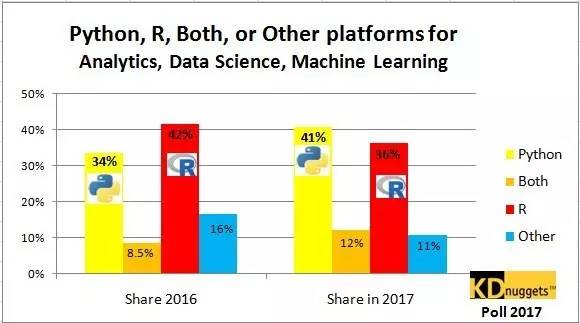 Python, R, Both, or Other platforms for
Analytics, Data Science, Machine Learning
50%
40%
30%
20%
10%
0%
34%
8.5%
42%
R
16%
41%
12%
36%
R
11%
Share 2016
Share in 2017
Python
Both
R
Other
KDnuggets™
Poll 2017